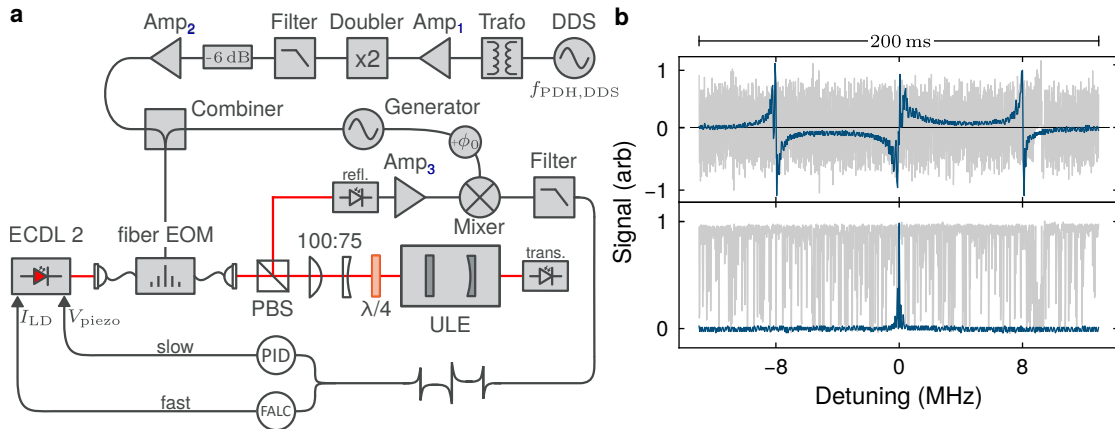 a
Amp2 Filter Doubler Amp1 Trafo DDS
-6 dB x2
fPDH,DDS
Combiner Generator
+ϕ0
Amp3 Filter
refl.
Mixer
ECDL 2 fiber EOM 100:75 trans.
PBS λ/4 ULE
ILD Vpiezo
slow PID
fast FALC
b
200 ms
1
0
−1
1
0
Signal (arb)
−8 0 8
Detuning (MHz)